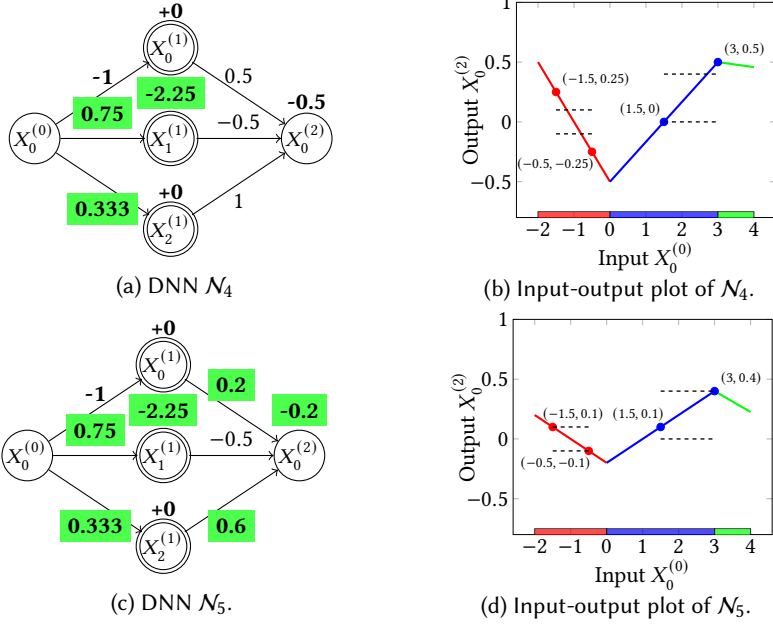 +0
X_0^(1)
-1
0.75
-2.25
0.5
-0.5
X_0^(0)
X_1^(1)
−0.5
X_0^(2)
+0
0.333
X_2^(1)
1
(a) DNN N4
1
0.5
0
−0.5
Output X_0^(2)
(3, 0.5)
(−1.5, 0.25)
(1.5, 0)
(−0.5, −0.25)
−2 −1 0 1 2 3 4
Input X_0^(0)
(b) Input-output plot of N4.
+0
X_0^(1)
-1
0.2
0.75
-2.25
-0.2
X_0^(0)
X_1^(1)
−0.5
X_0^(2)
+0
0.333
0.6
X_2^(1)
(c) DNN N5.
1
0.5
0
−0.5
Output X_0^(2)
(3, 0.4)
(−1.5, 0.1)
(1.5, 0.1)
(−0.5, −0.1)
−2 −1 0 1 2 3 4
Input X_0^(0)
(d) Input-output plot of N5.